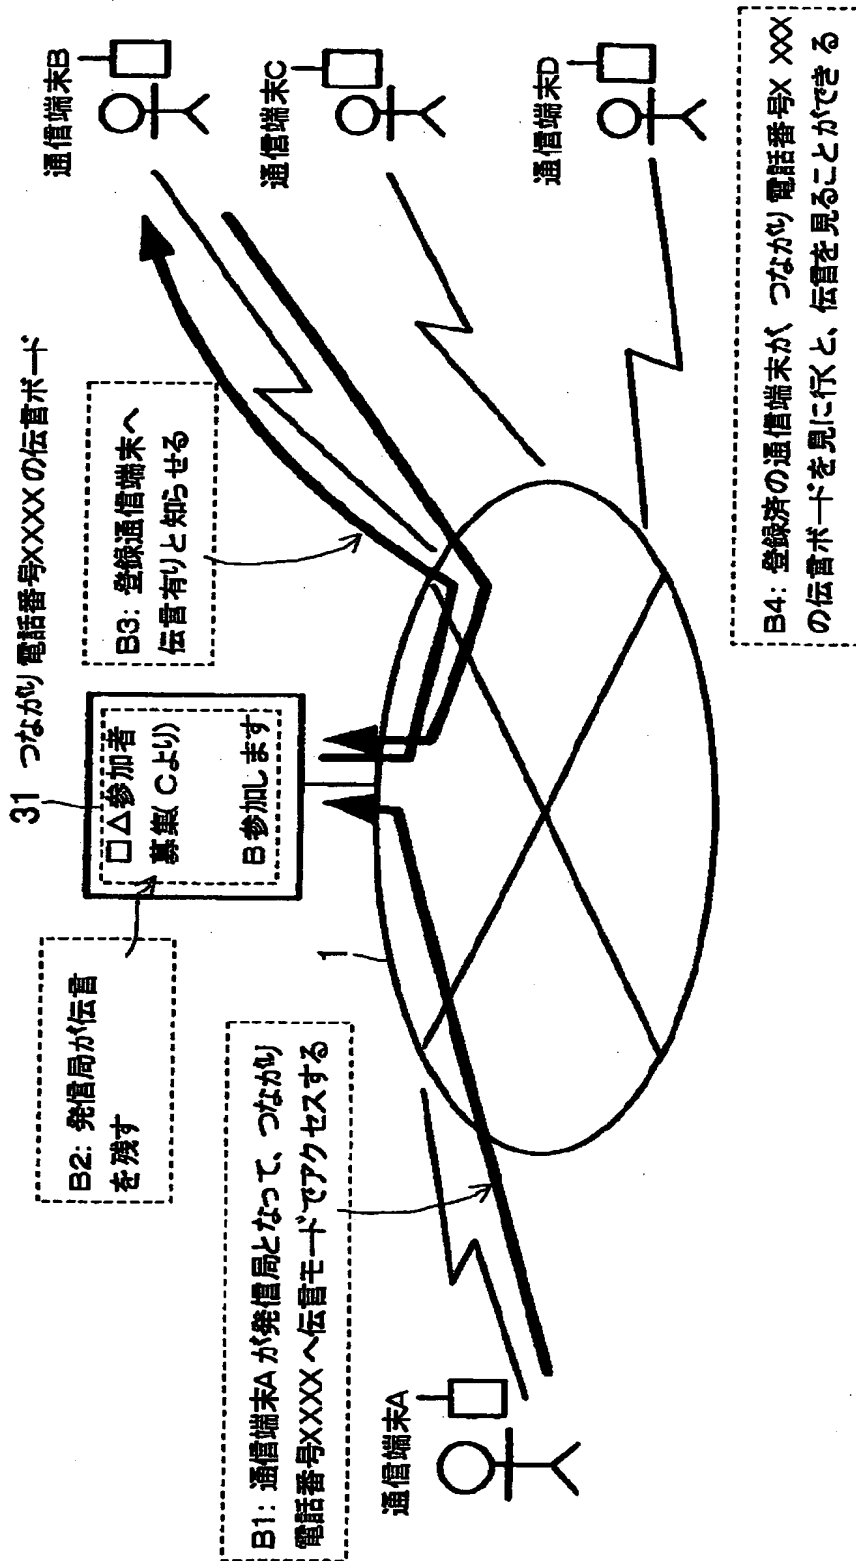 31 つながり電話番号XXXXの伝言ボード
□△参加者
募集(Cより)
B参加します
B1: 通信端末Aが発信局となって、つながり
電話番号XXXXへ伝言モードでアクセスする
B2: 発信局が伝言
を残す
B3: 登録通信端末へ
伝言有りと知らせる
B4: 登録済の通信端末が、つながり電話番号X XXX
の伝言ボードを見に行くと、伝言を見ることができる
通信端末A
通信端末B
通信端末C
通信端末D
1